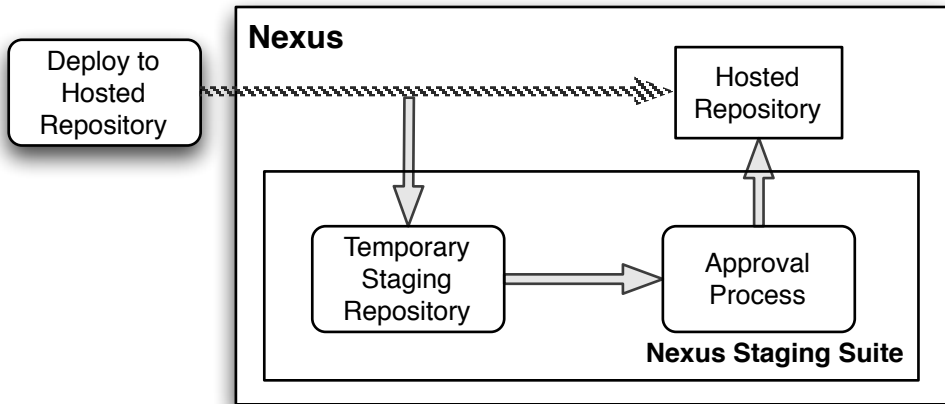 Nexus
Deploy to
Hosted
Repository
Hosted
Repository
Temporary
Staging
Repository
Approval
Process
Nexus Staging Suite